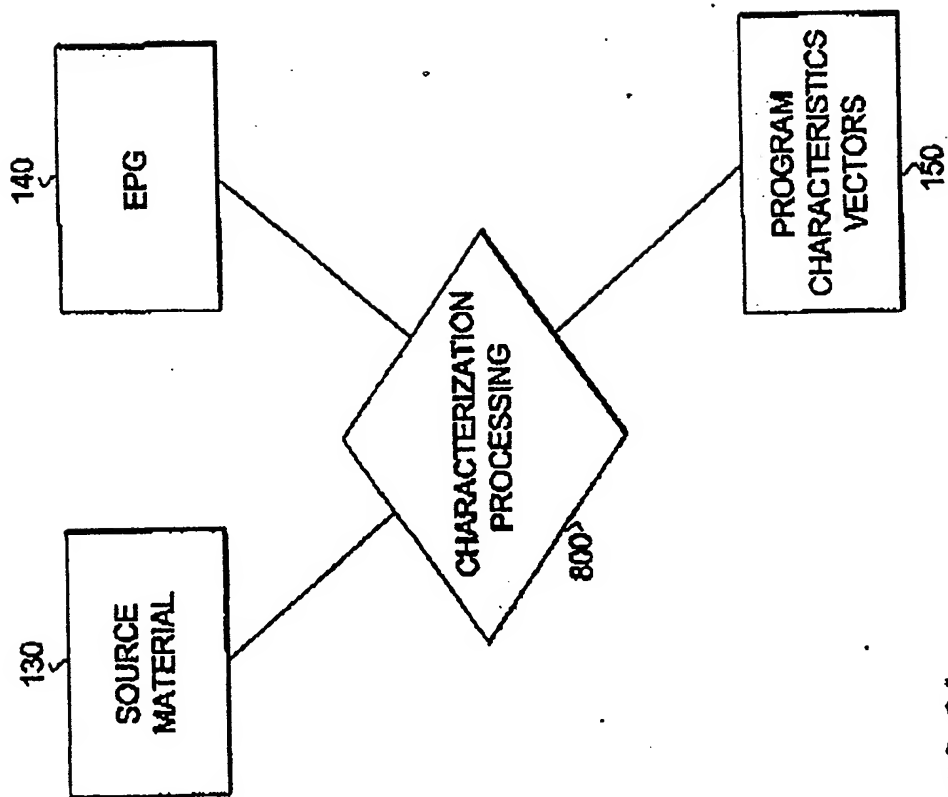 130
SOURCE
MATERIAL
140
EPG
CHARACTERIZATION
PROCESSING
800
PROGRAM
CHARACTERISTICS
VECTORS
150